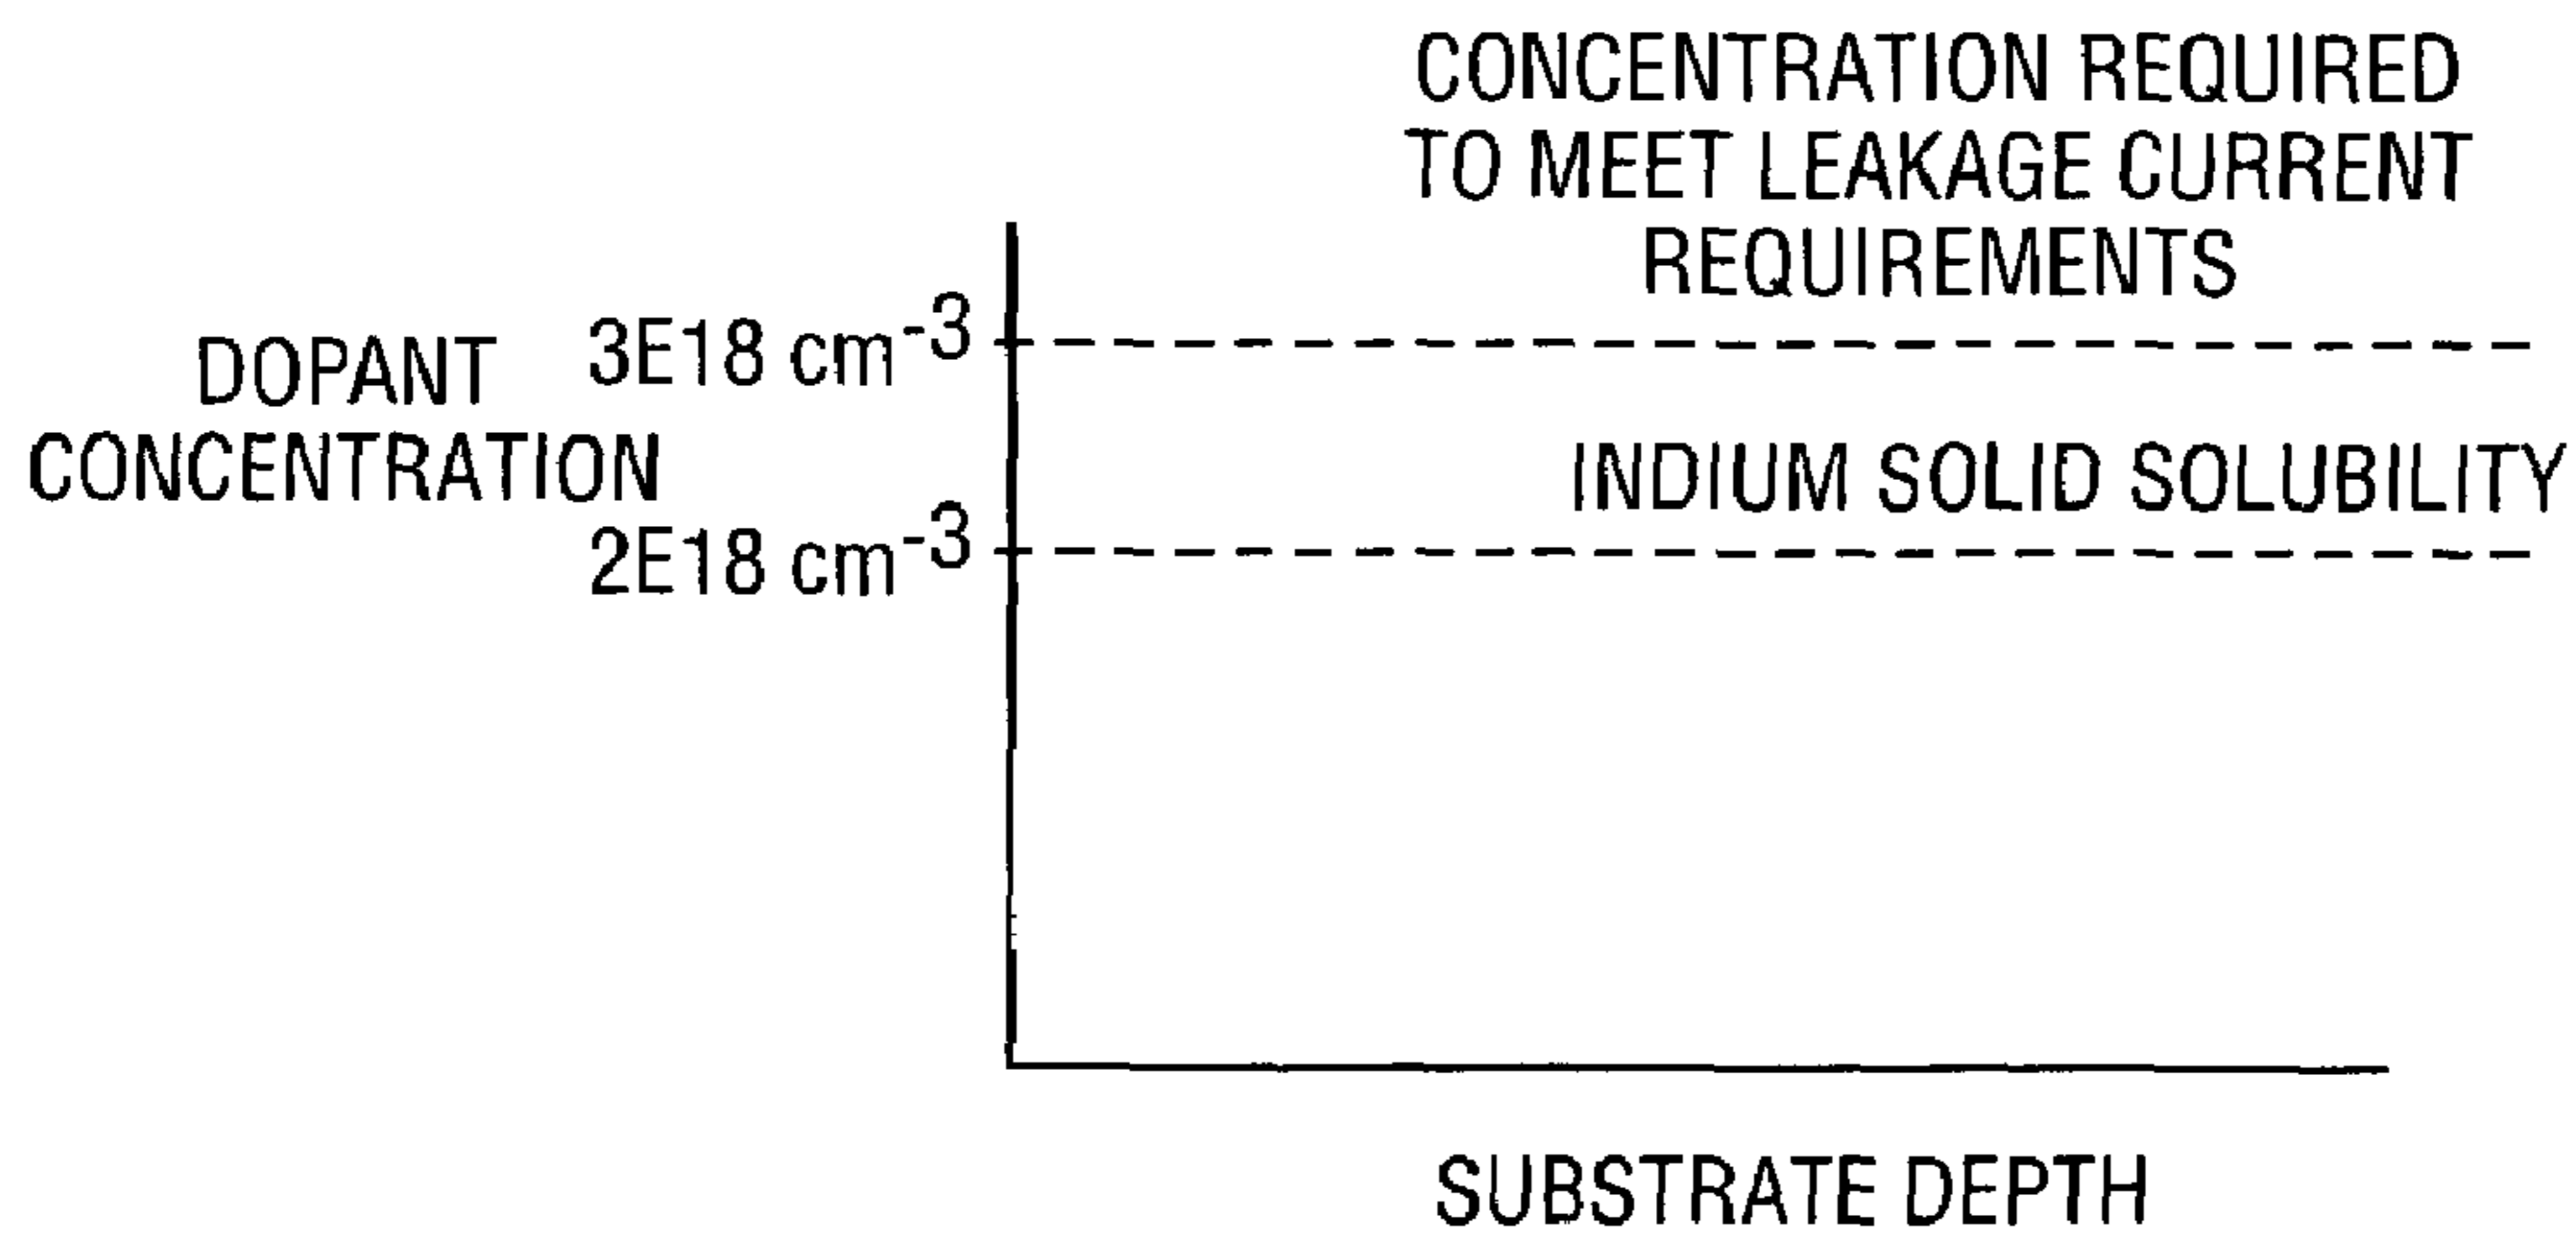 CONCENTRATION REQUIRED
TO MEET LEAKAGE CURRENT
REQUIREMENTS
DOPANT
CONCENTRATION
3E18 cm-3
INDIUM SOLID SOLUBILITY
2E18 cm-3
SUBSTRATE DEPTH